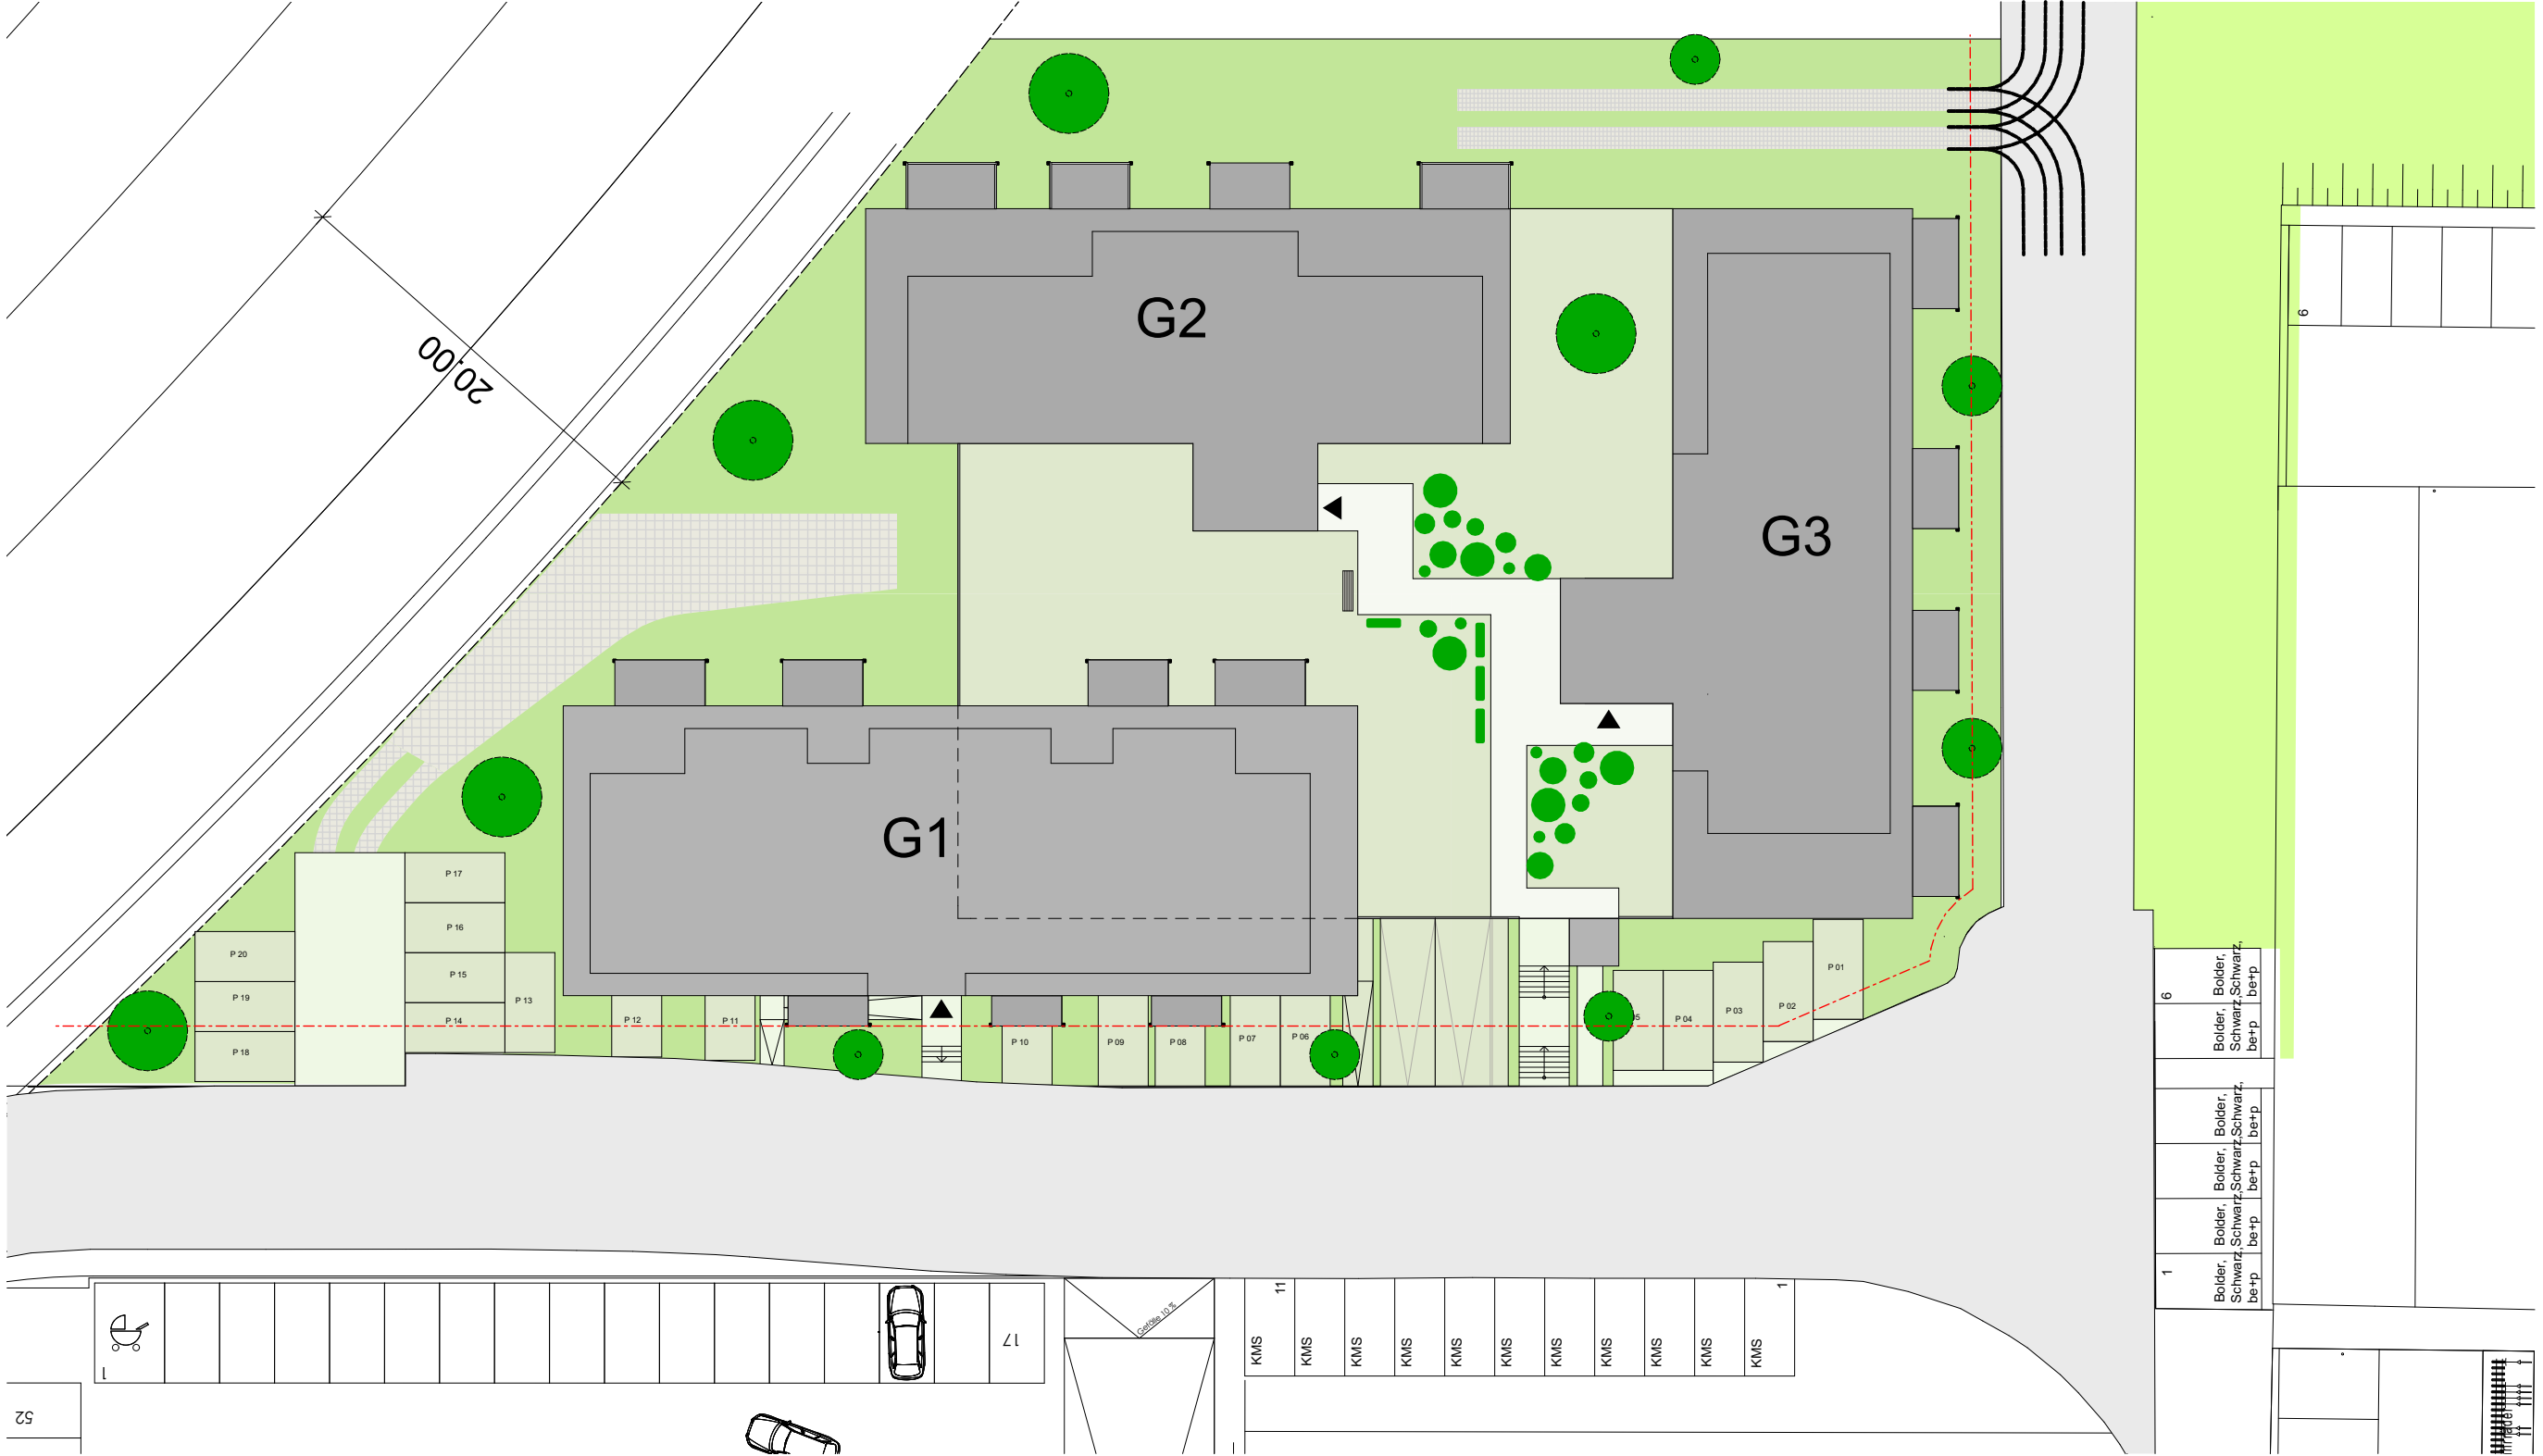 G2
20.00
G3
6
G1
P 17
P 16
P 15
P 14
P 13
P 20
P 19
P 18
P 12
P 11
P 10
P 09
P 08
P 07
P 06
P 04
P 03
P 02
P 01
6
Bolder,
Schwarz,
be+p
Bolder,
Schwarz,
be+p
Bolder,
Schwarz,
be+p
Bolder,
Schwarz,
be+p
Bolder,
Schwarz,
be+p
1
Bolder,
Schwarz,
be+p
1
17
Gefälle 10 %
11
1
KMS
KMS
KMS
KMS
KMS
KMS
KMS
KMS
KMS
KMS
KMS
52